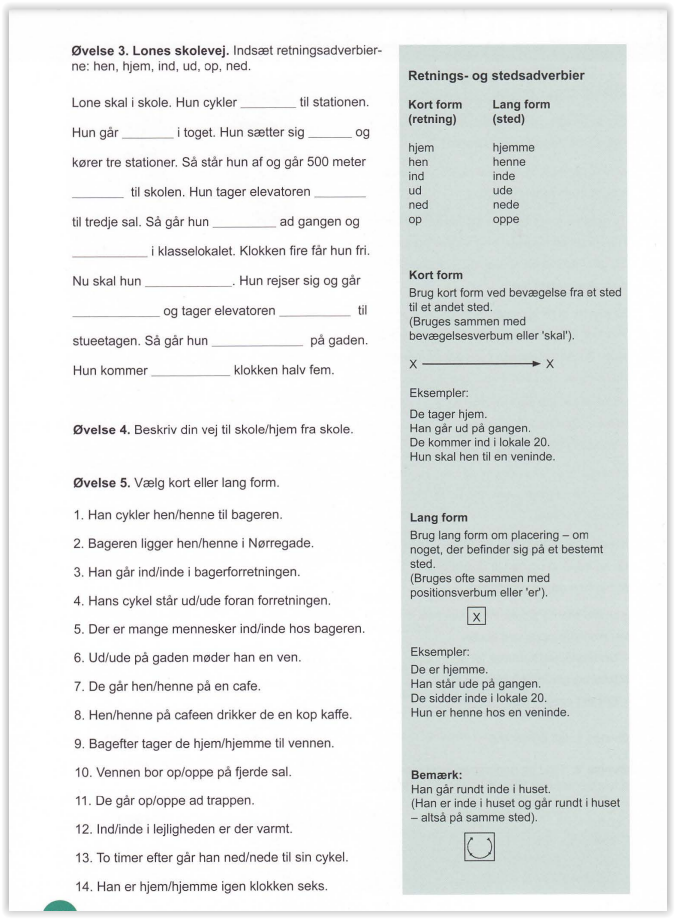 Øvelse 3. Lones skolevej. Indsæt retningsadverbier-
ne: hen, hjem, ind, ud, op, ned.
Lone skal i skole. Hun cykler ________ til stationen.
Hun går ________ i toget. Hun sætter sig ______ og
kører tre stationer. Så står hun af og går 500 meter
________ til skolen. Hun tager elevatoren ________
til tredje sal. Så går hun _________ ad gangen og
___________ i klasselokalet. Klokken fire får hun fri.
Nu skal hun ____________. Hun rejser sig og går
____________ og tager elevatoren __________ til
stueetagen. Så går hun _____________ på gaden.
Hun kommer ___________ klokken halv fem.
Øvelse 4. Beskriv din vej til skole/hjem fra skole.
Øvelse 5. Vælg kort eller lang form.
1. Han cykler hen/henne til bageren.
2. Bageren ligger hen/henne i Nørregade.
3. Han går ind/inde i bagerforretningen.
4. Hans cykel står ud/ude foran forretningen.
5. Der er mange mennesker ind/inde hos bageren.
6. Ud/ude på gaden møder han en ven.
7. De går hen/henne på en cafe.
8. Hen/henne på cafeen drikker de en kop kaffe.
9. Bagefter tager de hjem/hjemme til vennen.
10. Vennen bor op/oppe på fjerde sal.
11. De går op/oppe ad trappen.
12. Ind/inde i lejligheden er der varmt.
13. To timer efter går han ned/nede til sin cykel.
14. Han er hjem/hjemme igen klokken seks.
Retnings- og stedsadverbier
Kort form Lang form
(retning) (sted)
hjem hjemme
hen henne
ind inde
ud ude
ned nede
op oppe
Kort form
Brug kort form ved bevægelse fra et sted
til et andet sted.
(Bruges sammen med
bevægelsesverbum eller 'skal').
X X
Eksempler:
De tager hjem.
Han går ud på gangen.
De kommer ind i lokale 20.
Hun skal hen til en veninde.
Lang form
Brug lang form om placering – om
noget, der befinder sig på et bestemt
sted.
(Bruges ofte sammen med
positionsverbum eller 'er').
X
Eksempler:
De er hjemme.
Han står ude på gangen.
De sidder inde i lokale 20.
Hun er henne hos en veninde.
Bemærk:
Han går rundt inde i huset.
(Han er inde i huset og går rundt i huset
– altså på samme sted).